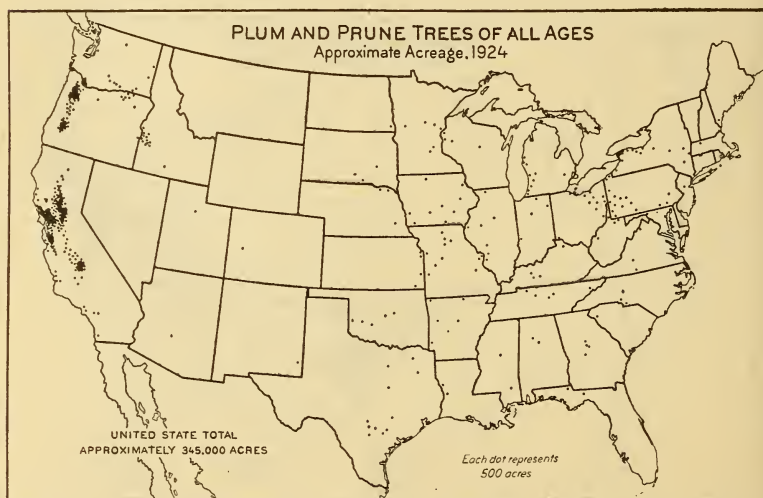 PLUM AND PRUNE TREES OF ALL AGES
Approximate Acreage, 1924
UNITED STATE TOTAL
APPROXIMATELY 345,000 ACRES
Each dot represents
500 acres